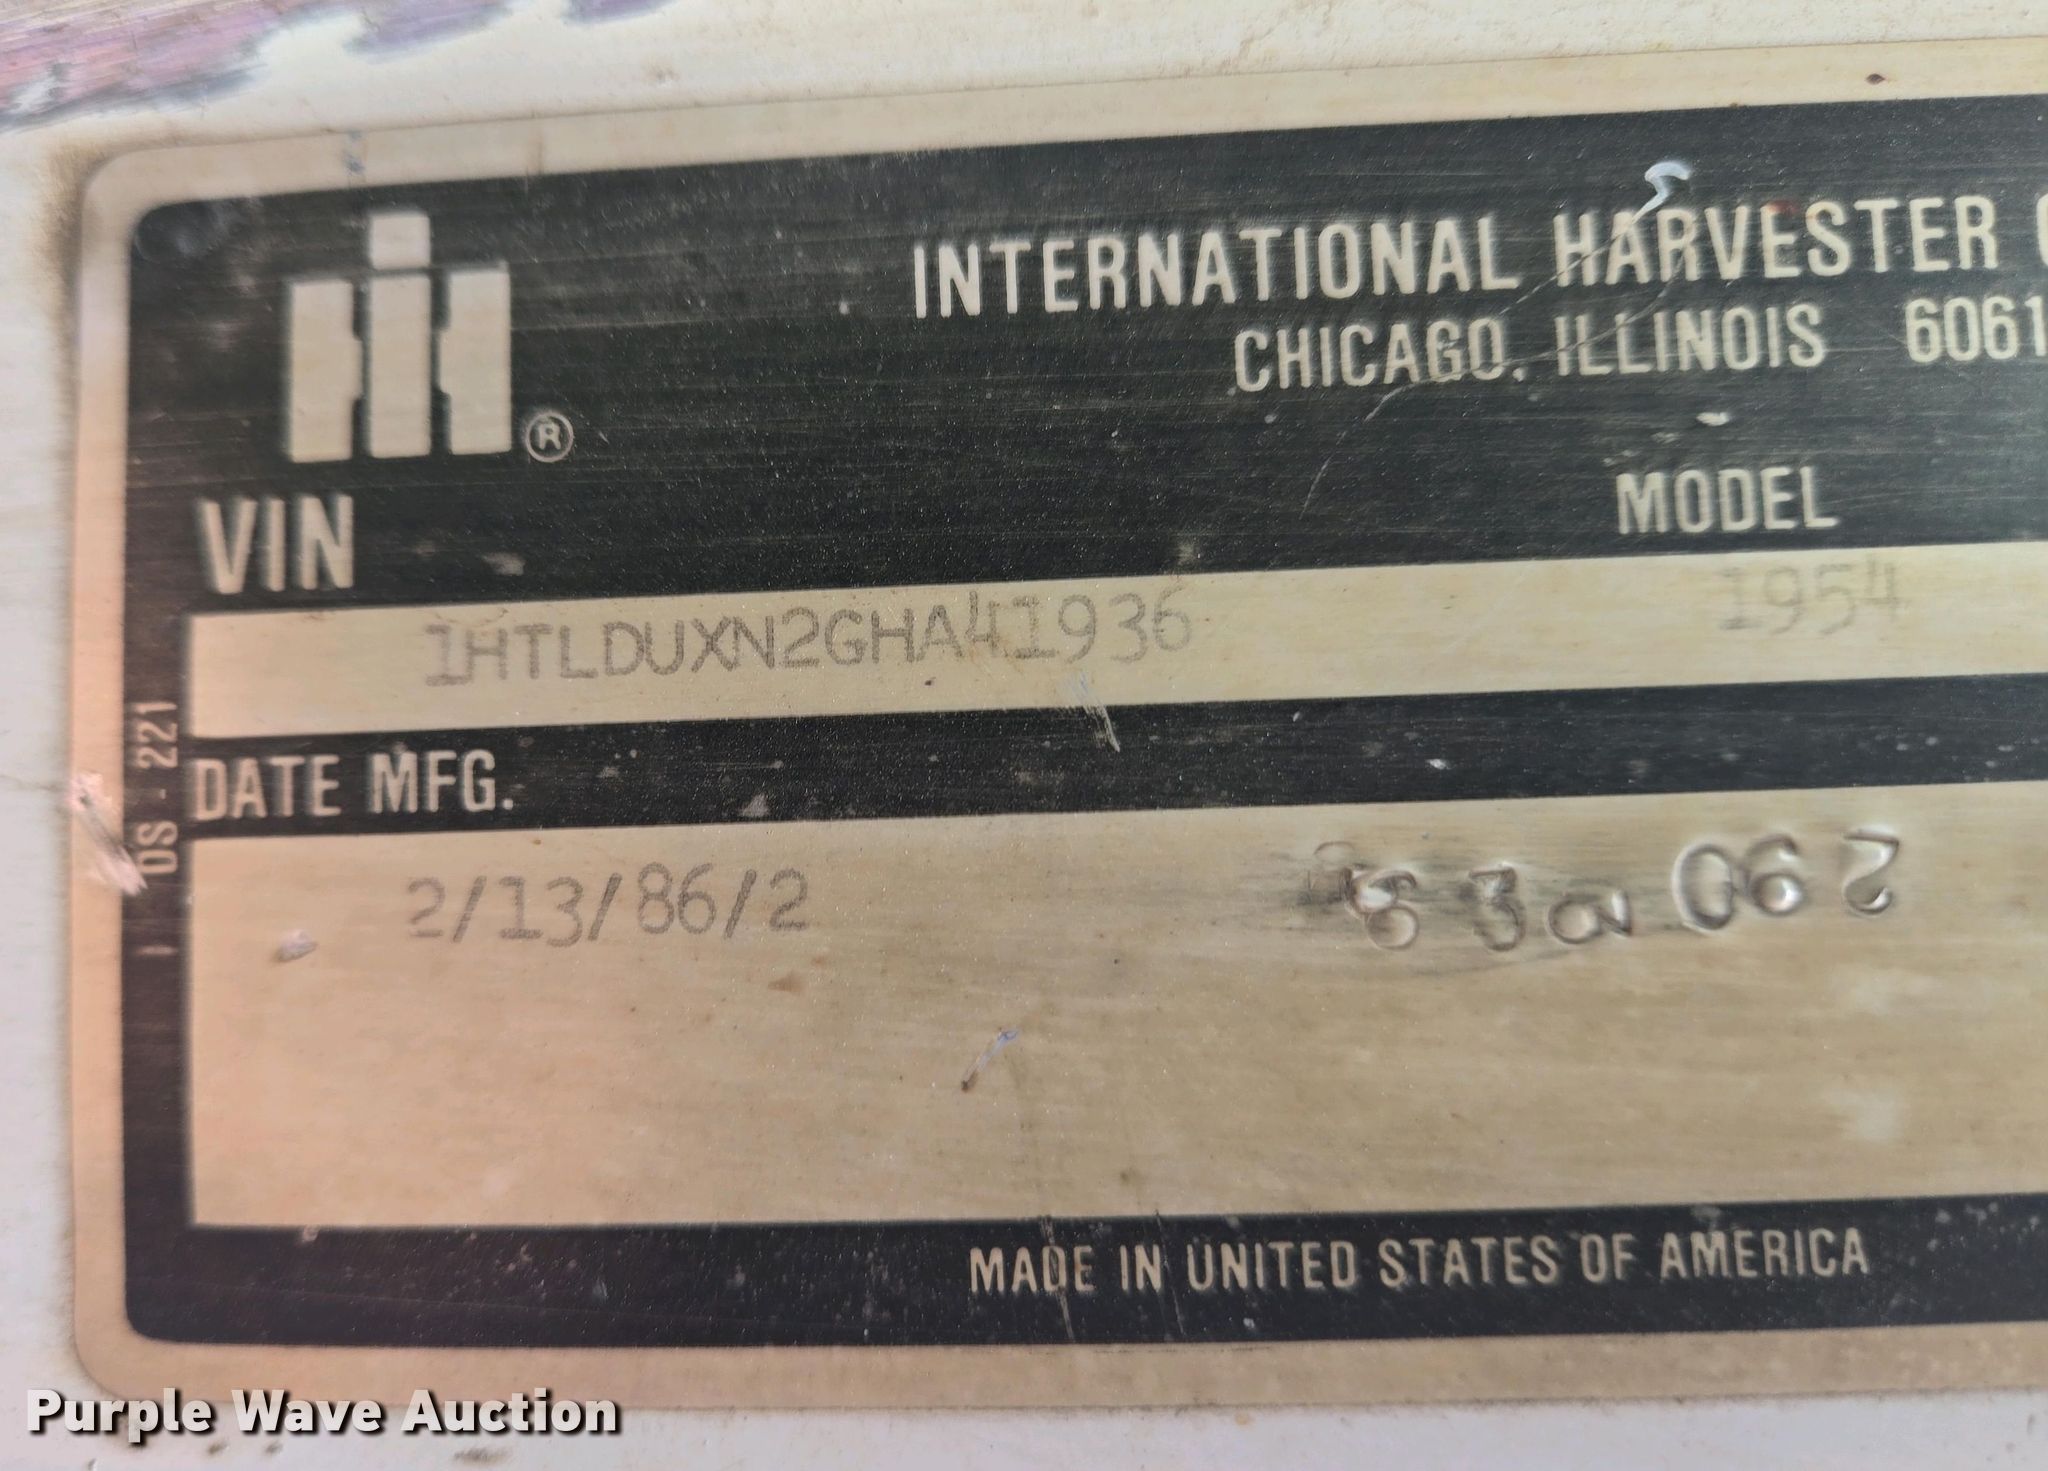 INTERNATIONAL HARVESTER
CHICAGO, ILLINOIS 6061
®
VIN
MODEL
1HTLDUXN2GHA41936
1954
DS - 221
DATE MFG.
2/13/86/2
MADE IN UNITED STATES OF AMERICA
Purple Wave Auction